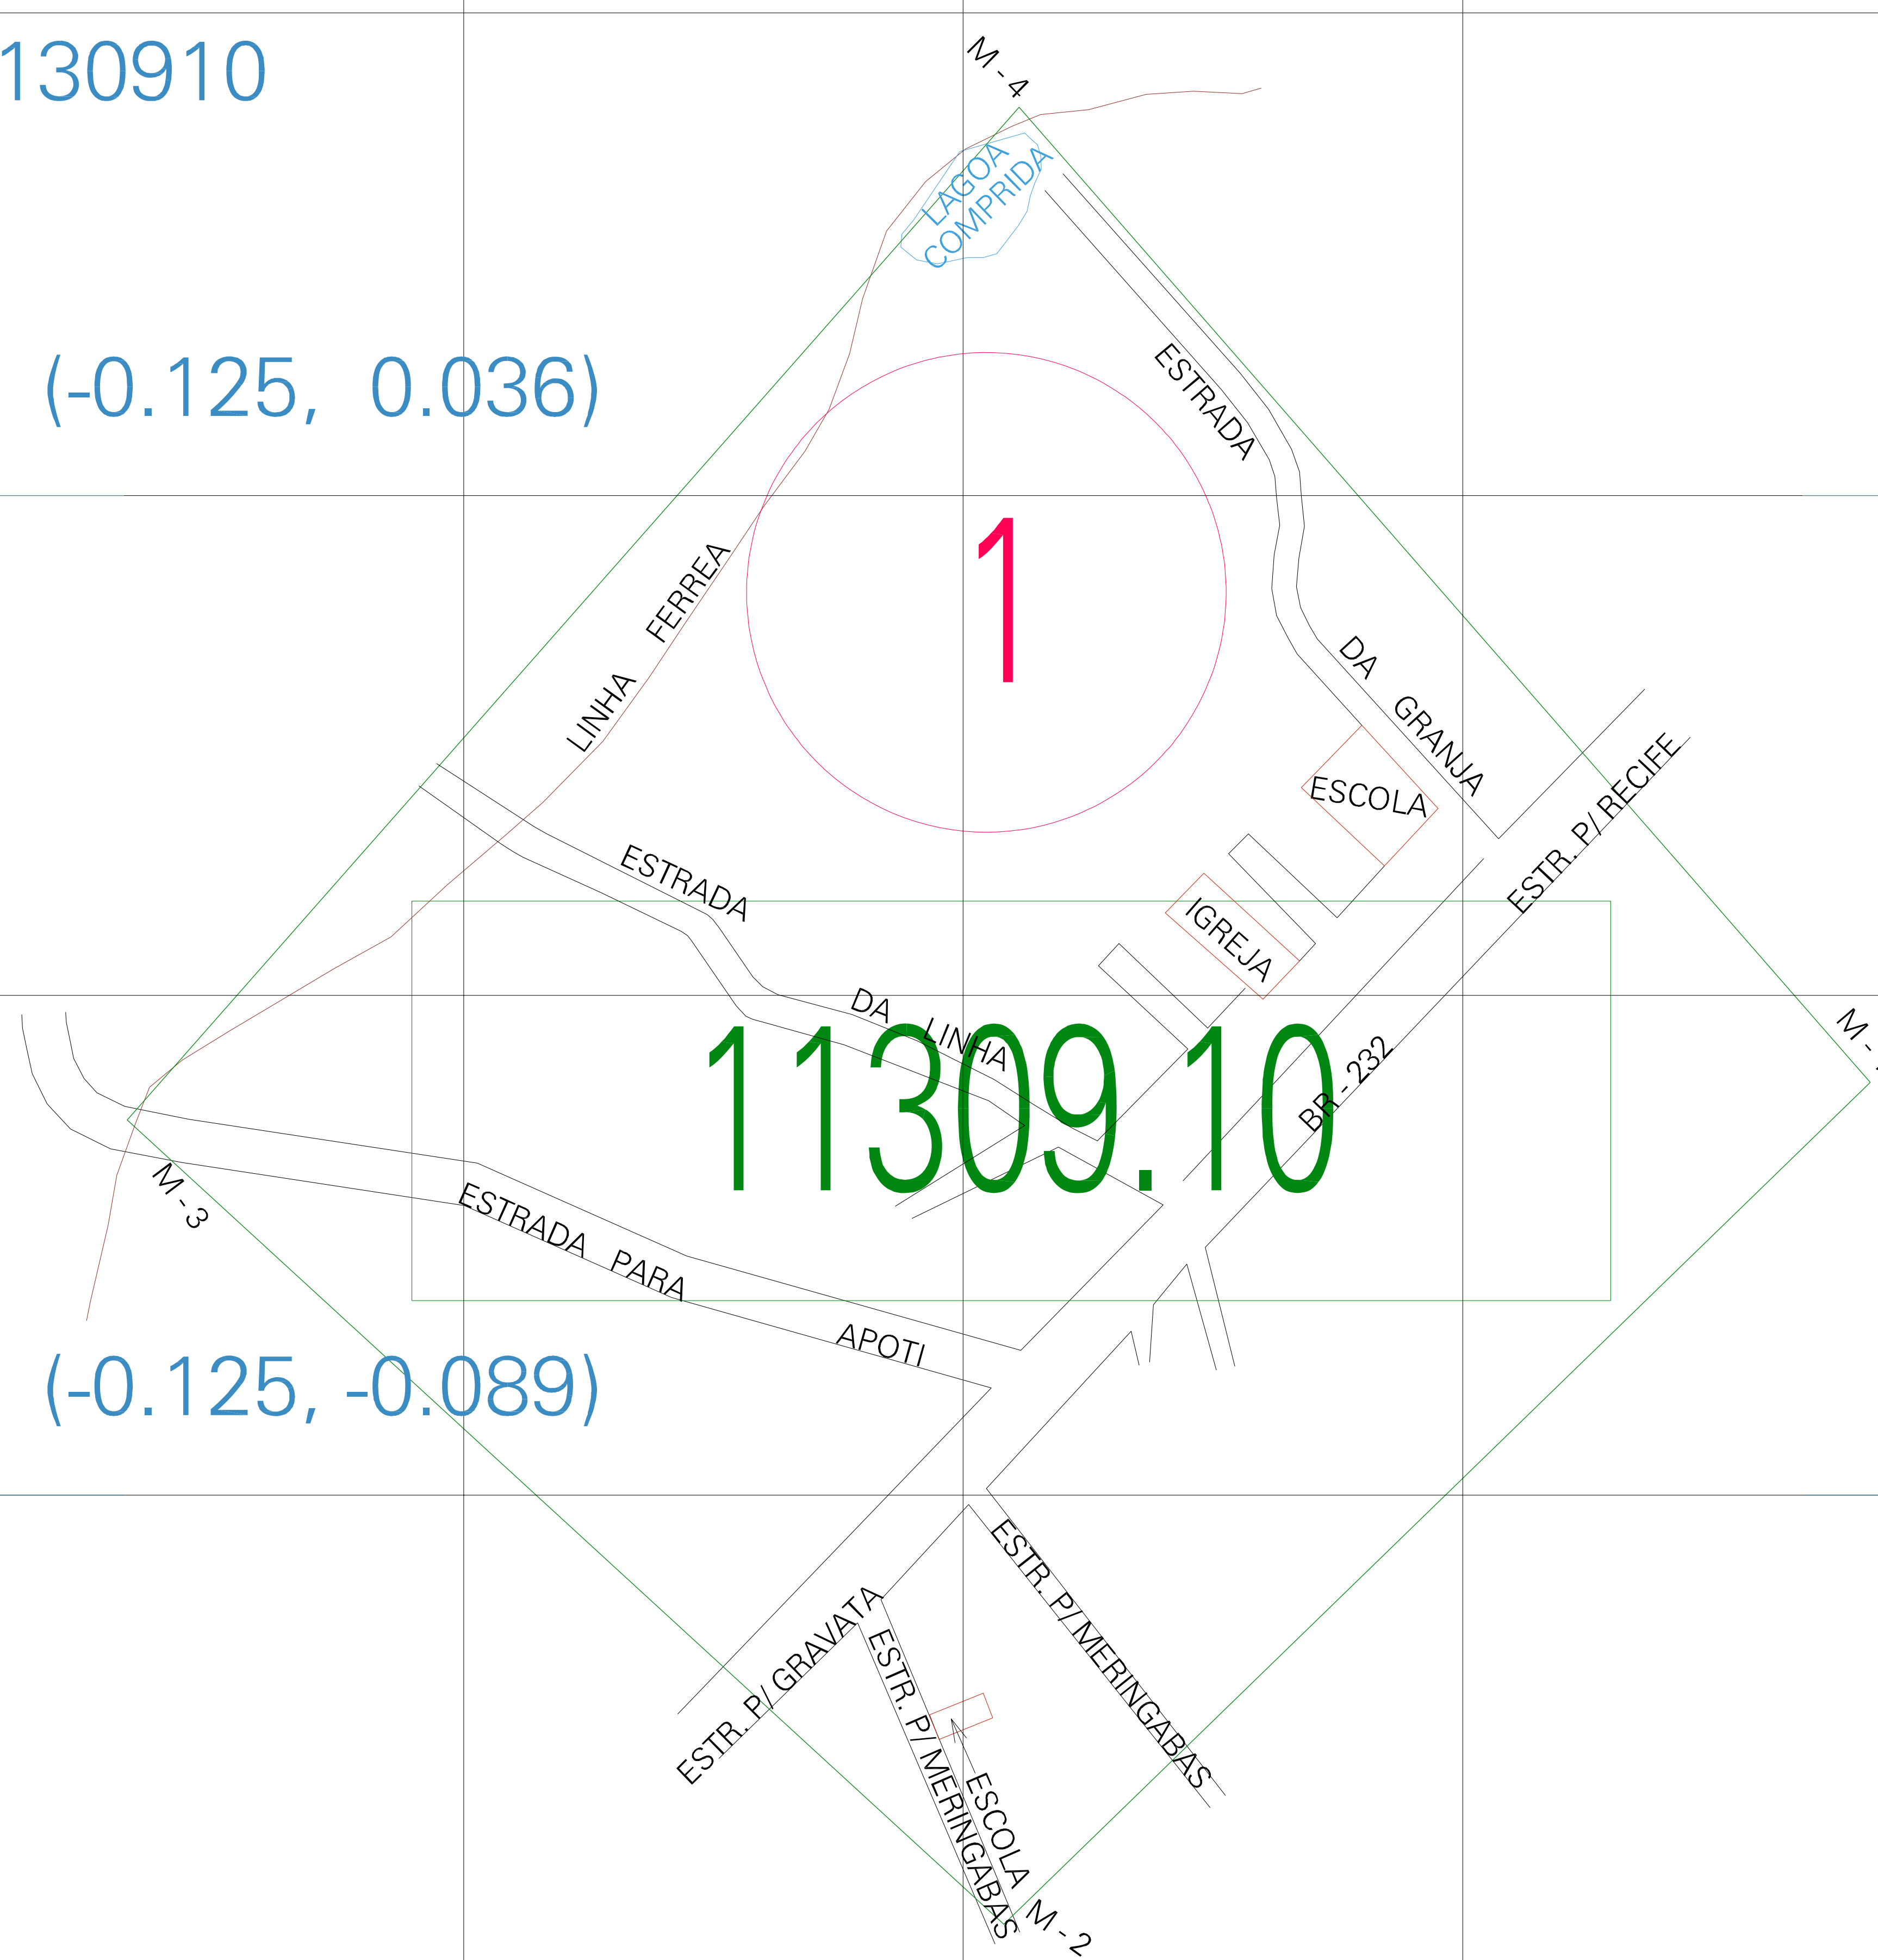 130910
M - 4
LAGOA
COMPRIDA
(-0.125, 0.036)
ESTRADA
1
LINHA FERREA
DA GRANJA
ESCOLA
ESTR. P/ RECIFE
ESTRADA
IGREJA
DA LINHA
M -
11309.10
BR - 232
M - 3
ESTRADA PARA
APOTI
(-0.125, -0.089)
ESTR. P/ GRAVATA
ESTR. P/ MERINGABAS
ESTR. P/ MERINGABAS
ESCOLA
M - 2